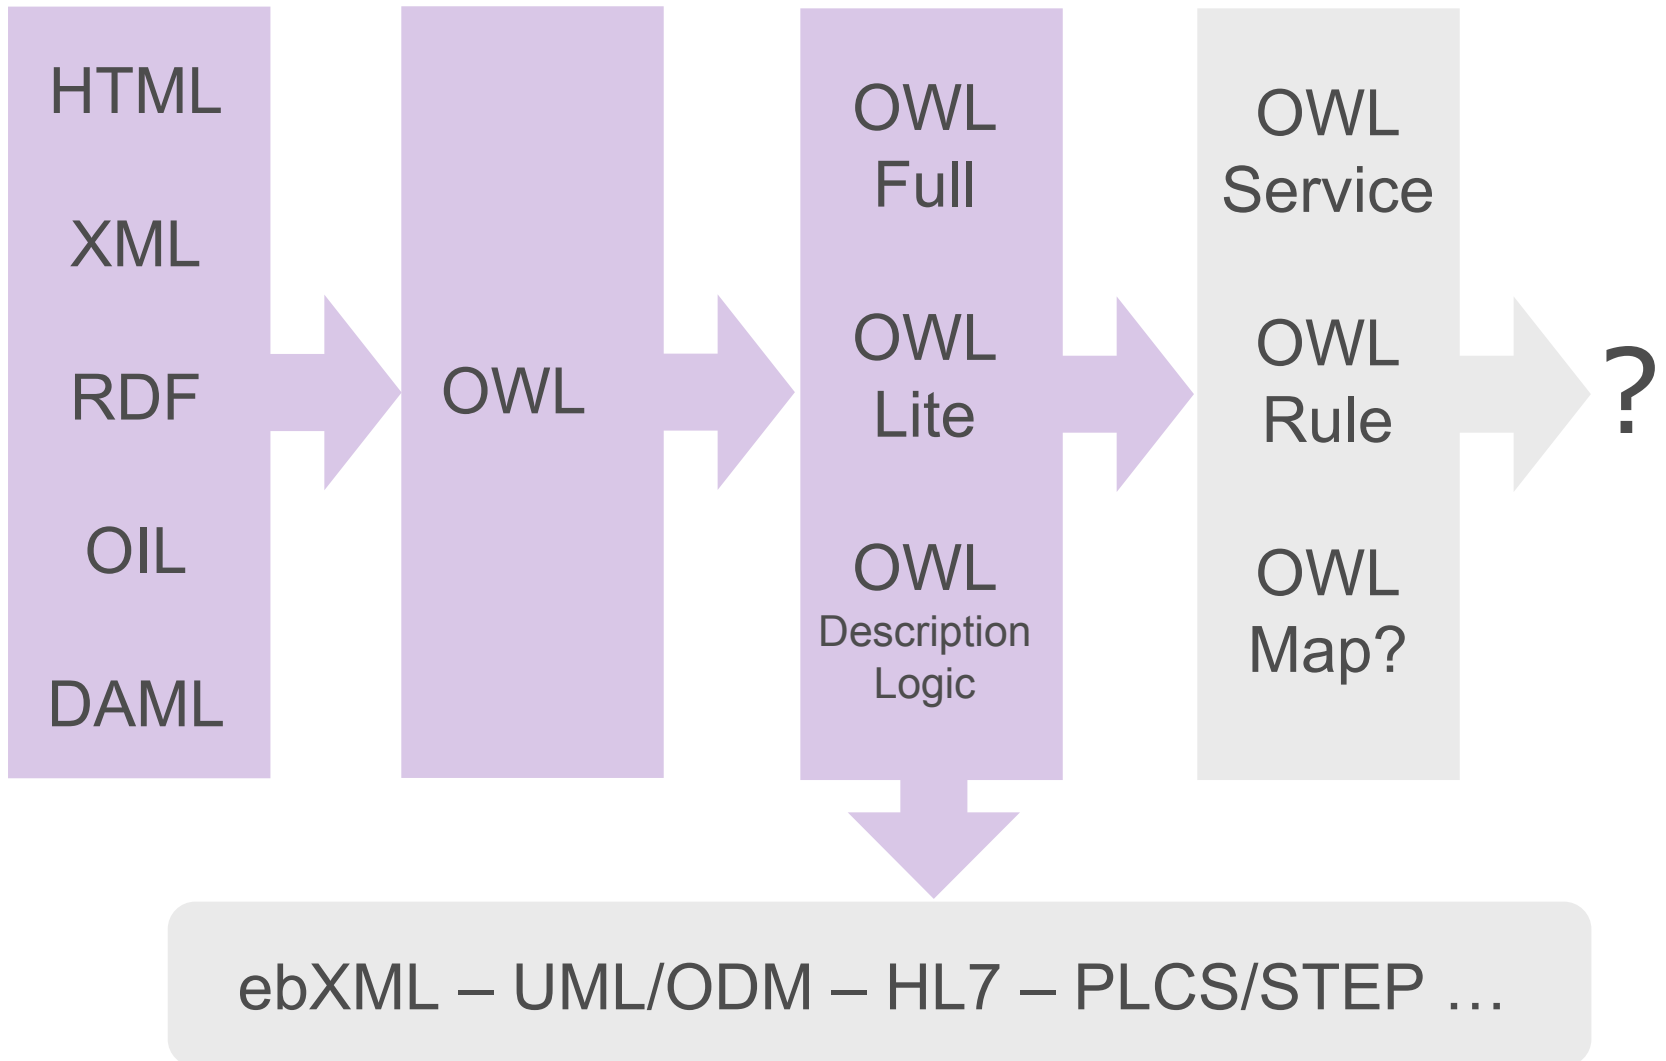 HTML
XML
RDF
OIL
DAML
OWL
OWL
Full
OWL
Lite
OWL
Description
Logic
OWL
Service
OWL
Rule
OWL
Map?
?
ebXML – UML/ODM – HL7 – PLCS/STEP …